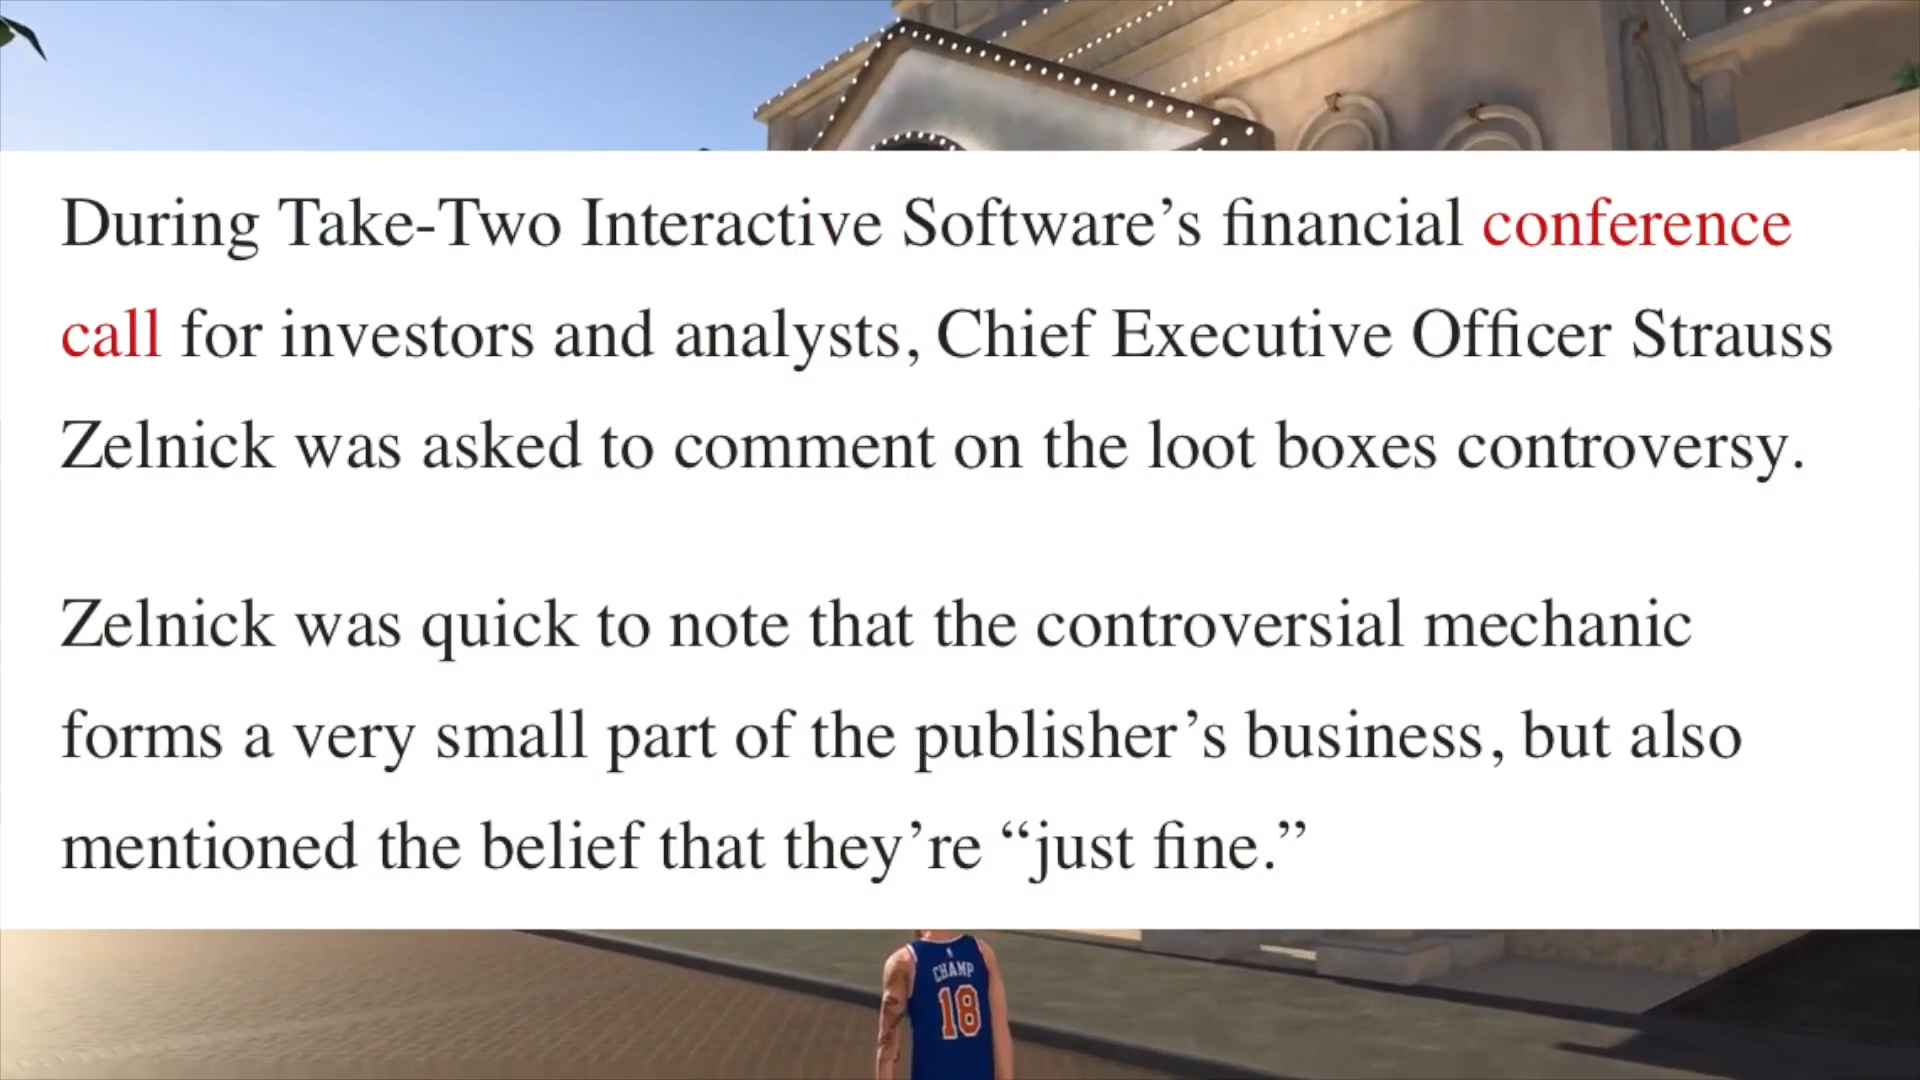 During Take-Two Interactive Software’s financial conference
call for investors and analysts, Chief Executive Officer Strauss
Zelnick was asked to comment on the loot boxes controversy.
Zelnick was quick to note that the controversial mechanic
forms a very small part of the publisher’s business, but also
mentioned the belief that they’re “just fine.”
CHAMP
18